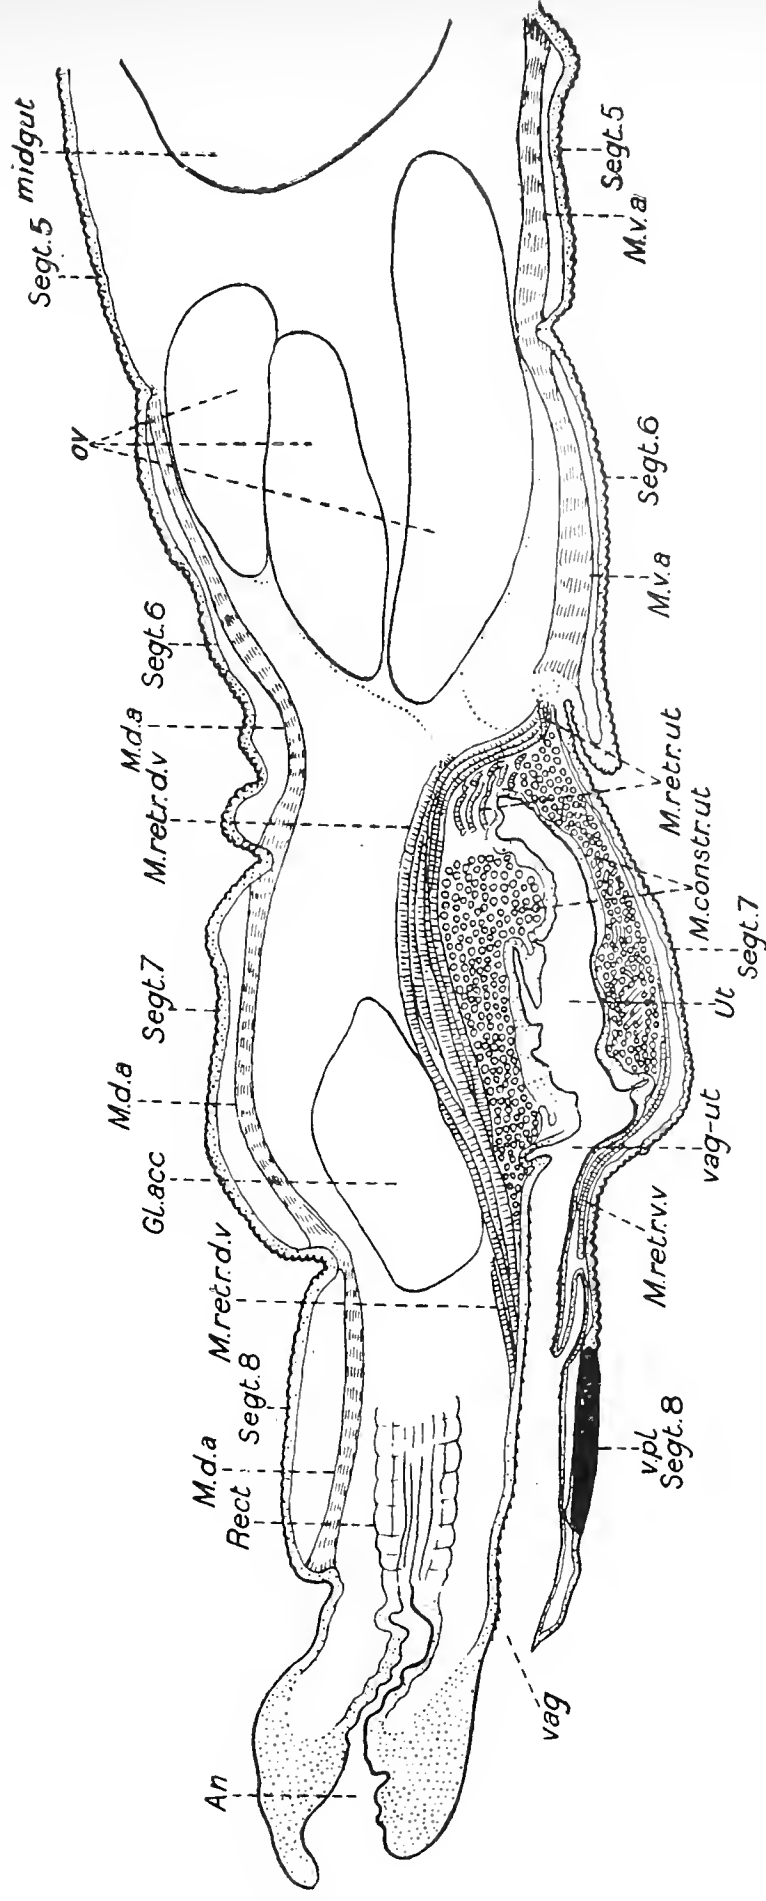 midgut
Segt.5
ov
Segt.6
M.d.a
M.retr.d.v
Segt.7
M.d.a
Gl.acc
M.retr.d.v
Segt.8
M.d.a
Rect
An
Segt.5
M.v.a
Segt.6
M.v.a
M.retr.ut
M.constr.ut
Segt.7
Ut
vag-ut
M.retr.v.v
v.pl
Segt.8
vag